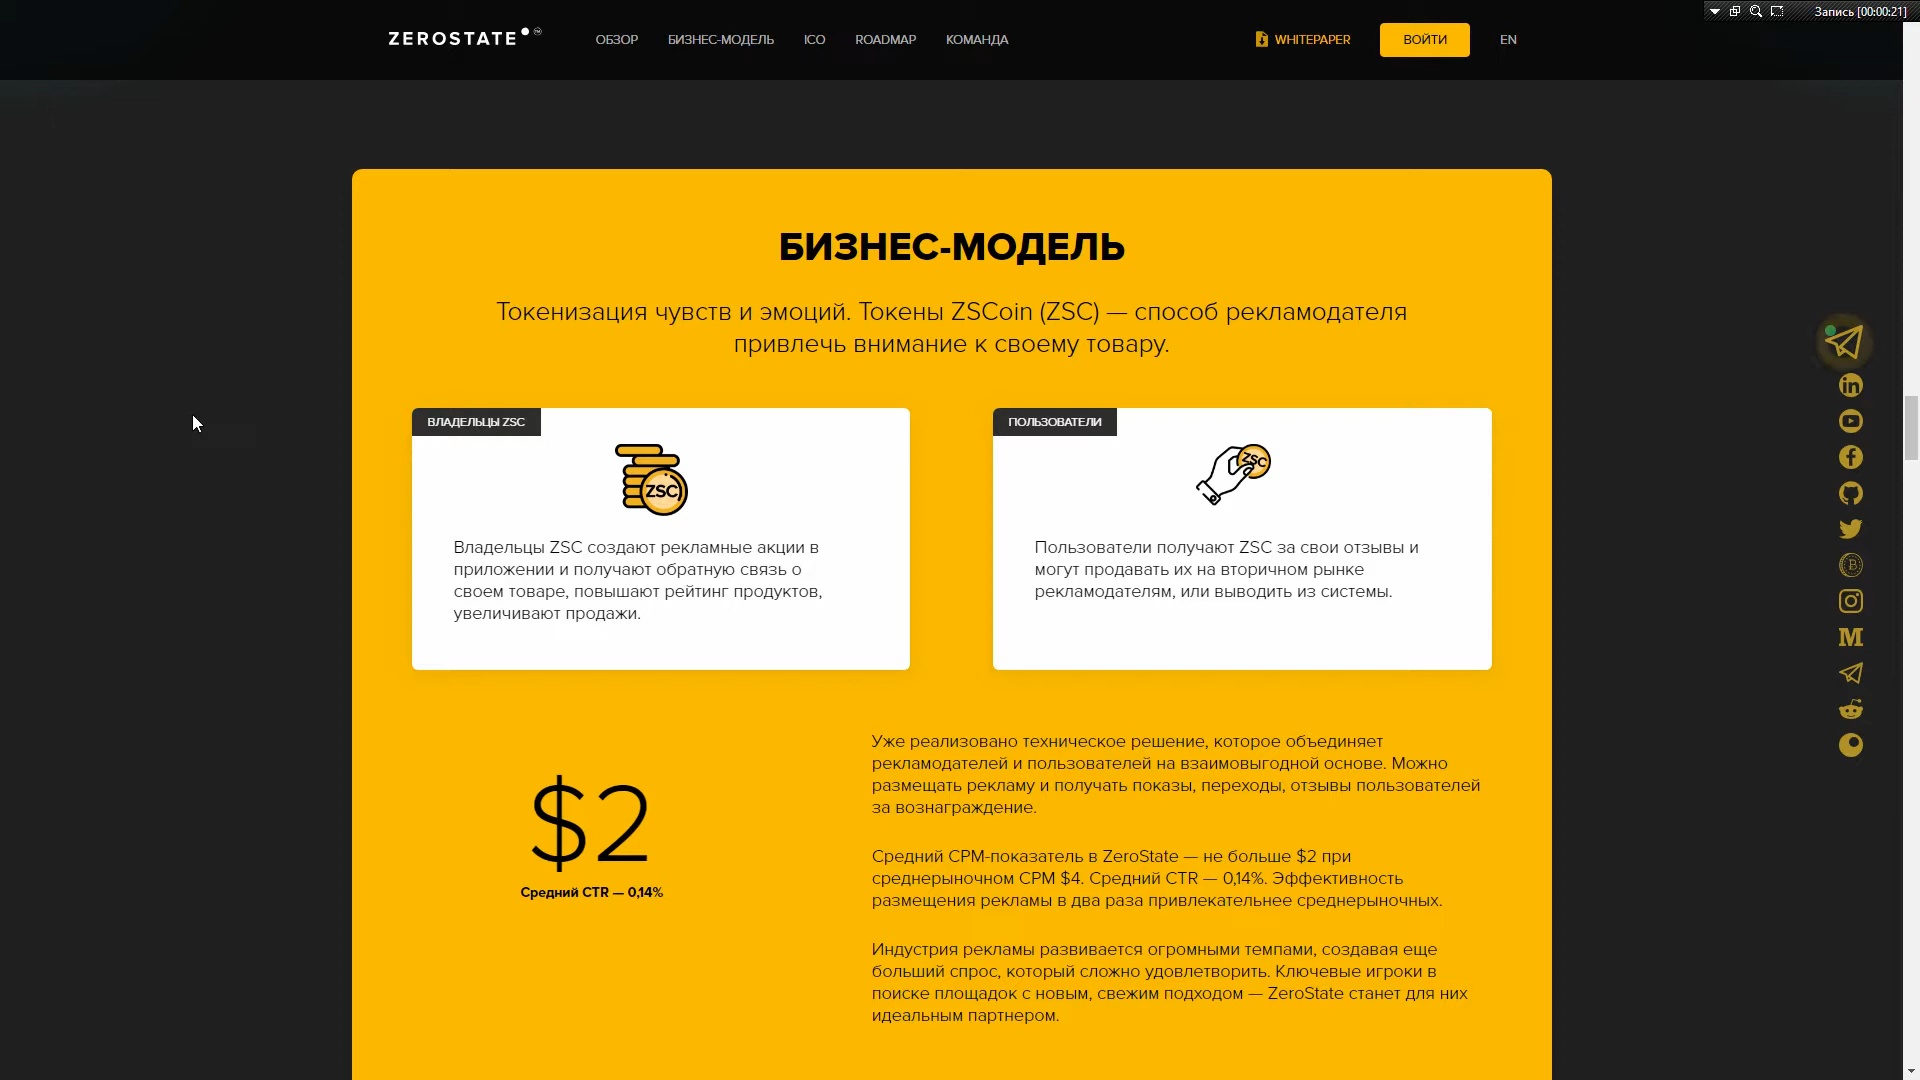 Запись [00:00:21]
ZEROSTATE
ОБЗОР
БИЗНЕС-МОДЕЛЬ
ICO
ROADMAP
КОМАНДА
WHITEPAPER
ВОЙТИ
EN
БИЗНЕС-МОДЕЛЬ
Токенизация чувств и эмоций. Токены ZSCoin (ZSC) — способ рекламодателя
привлечь внимание к своему товару.
ВЛАДЕЛЬЦЫ ZSC
ZSC
Владельцы ZSC создают рекламные акции в
приложении и получают обратную связь о
своем товаре, повышают рейтинг продуктов,
увеличивают продажи.
ПОЛЬЗОВАТЕЛИ
ZSC
Пользователи получают ZSC за свои отзывы и
могут продавать их на вторичном рынке
рекламодателям, или выводить из системы.
$2
Средний CTR — 0,14%
Уже реализовано техническое решение, которое объединяет
рекламодателей и пользователей на взаимовыгодной основе. Можно
размещать рекламу и получать показы, переходы, отзывы пользователей
за вознаграждение.
Средний CPM-показатель в ZeroState — не больше $2 при
среднерыночном CPM $4. Средний CTR — 0,14%. Эффективность
размещения рекламы в два раза привлекательнее среднерыночных.
Индустрия рекламы развивается огромными темпами, создавая еще
больший спрос, который сложно удовлетворить. Ключевые игроки в
поиске площадок с новым, свежим подходом — ZeroState станет для них
идеальным партнером.